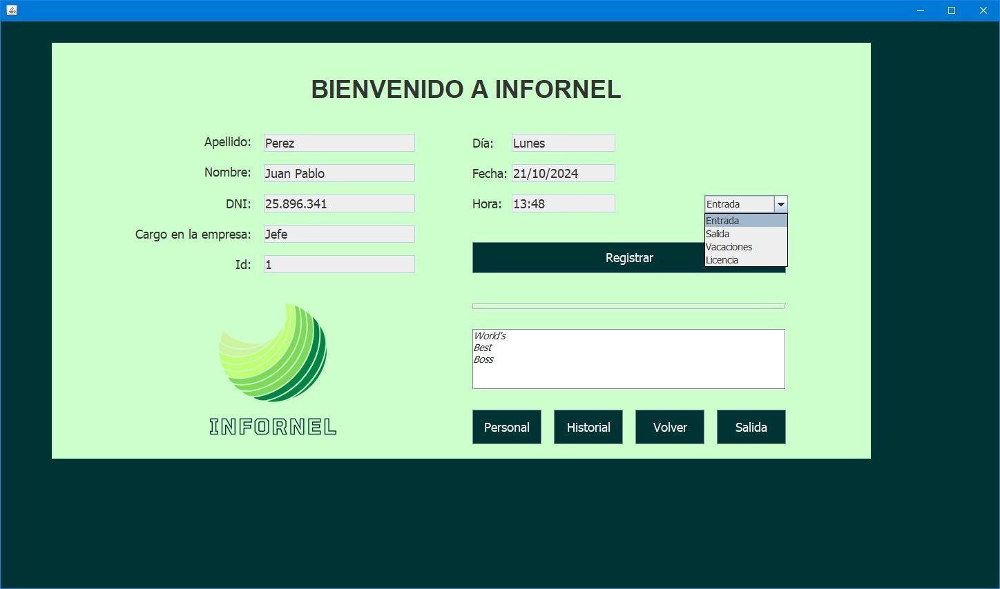 BIENVENIDO A INFORNEL
Apellido: Perez
Nombre: Juan Pablo
DNI: 25.896.341
Cargo en la empresa: Jefe
Id: 1
Día: Lunes
Fecha: 21/10/2024
Hora: 13:48
Entrada
Entrada
Salida
Vacaciones
Licencia
Registrar
World's
Best
Boss
INFORNEL
Personal Historial Volver Salida